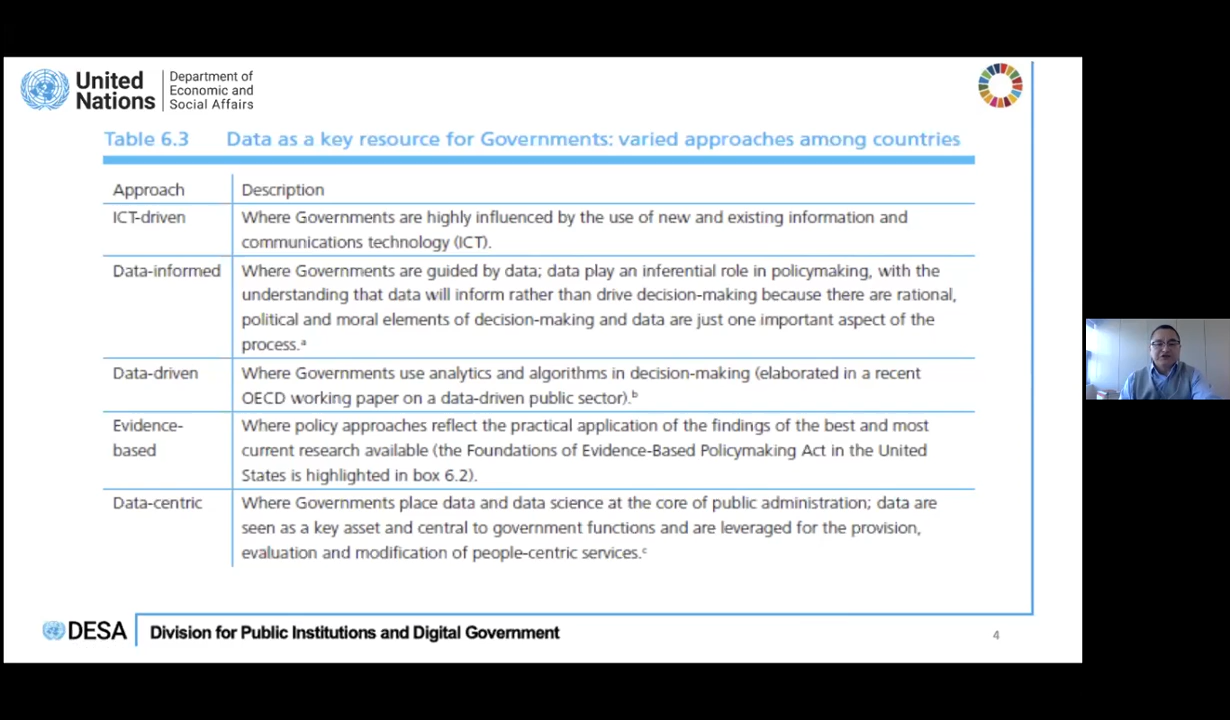 United
Nations
Department of
Economic and
Social Affairs
Table 6.3 Data as a key resource for Governments: varied approaches among countries
Approach Description
ICT-driven Where Governments are highly influenced by the use of new and existing information and
communications technology (ICT).
Data-informed Where Governments are guided by data; data play an inferential role in policymaking, with the
understanding that data will inform rather than drive decision-making because there are rational,
political and moral elements of decision-making and data are just one important aspect of the
process.ᵃ
Data-driven Where Governments use analytics and algorithms in decision-making (elaborated in a recent
OECD working paper on a data-driven public sector).ᵇ
Evidence- Where policy approaches reflect the practical application of the findings of the best and most
based current research available (the Foundations of Evidence-Based Policymaking Act in the United
States is highlighted in box 6.2).
Data-centric Where Governments place data and data science at the core of public administration; data are
seen as a key asset and central to government functions and are leveraged for the provision,
evaluation and modification of people-centric services.ᶜ
DESA Division for Public Institutions and Digital Government 4